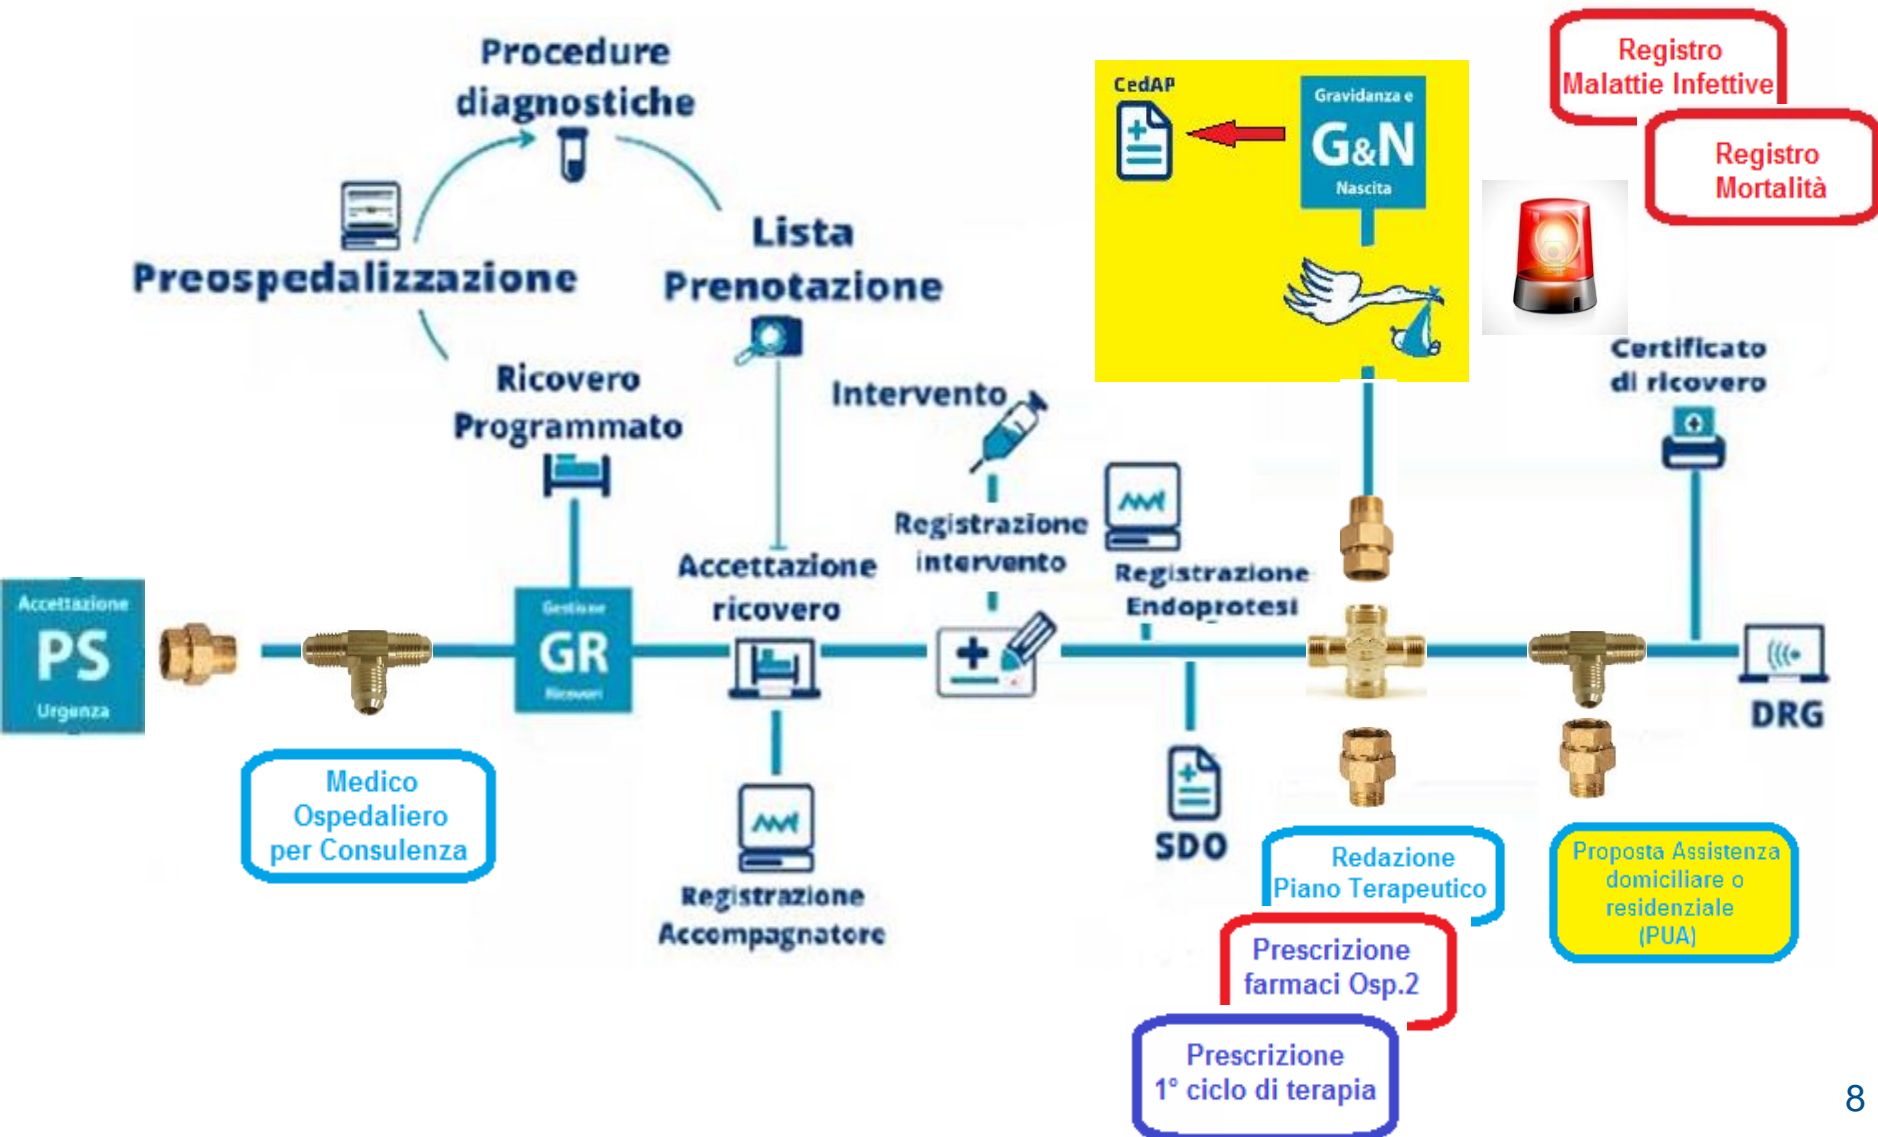 Procedure
diagnostiche
Preospedalizzazione
Lista
Prenotazione
Ricovero
Programmato
Intervento
CedAP
Gravidanza e
G&N
Nascita
Registro
Malattie Infettive
Registro
Mortalità
Certificato
di ricovero
Registrazione
intervento
Accettazione
ricovero
Registrazione
Endoprotesi
Accettazione
PS
Urgenza
Gestione
GR
Ricoveri
DRG
Medico
Ospedaliero
per Consulenza
Registrazione
Accompagnatore
SDO
Redazione
Piano Terapeutico
Proposta Assistenza
domiciliare o
residenziale
(PUA)
Prescrizione
farmaci Osp.2
Prescrizione
1° ciclo di terapia
8